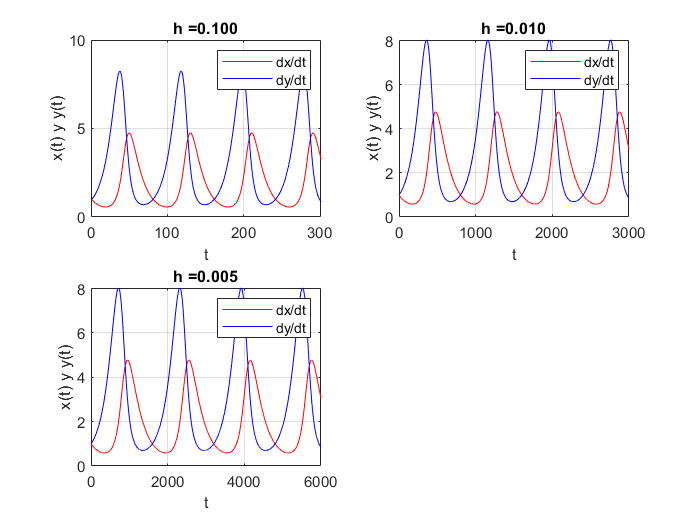 h =0.100
10
5
0
x(t) y y(t)
dx/dt
dy/dt
0 100 200 300
t
h =0.010
8
6
4
2
0
x(t) y y(t)
dx/dt
dy/dt
0 1000 2000 3000
t
h =0.005
8
6
4
2
0
x(t) y y(t)
dx/dt
dy/dt
0 2000 4000 6000
t